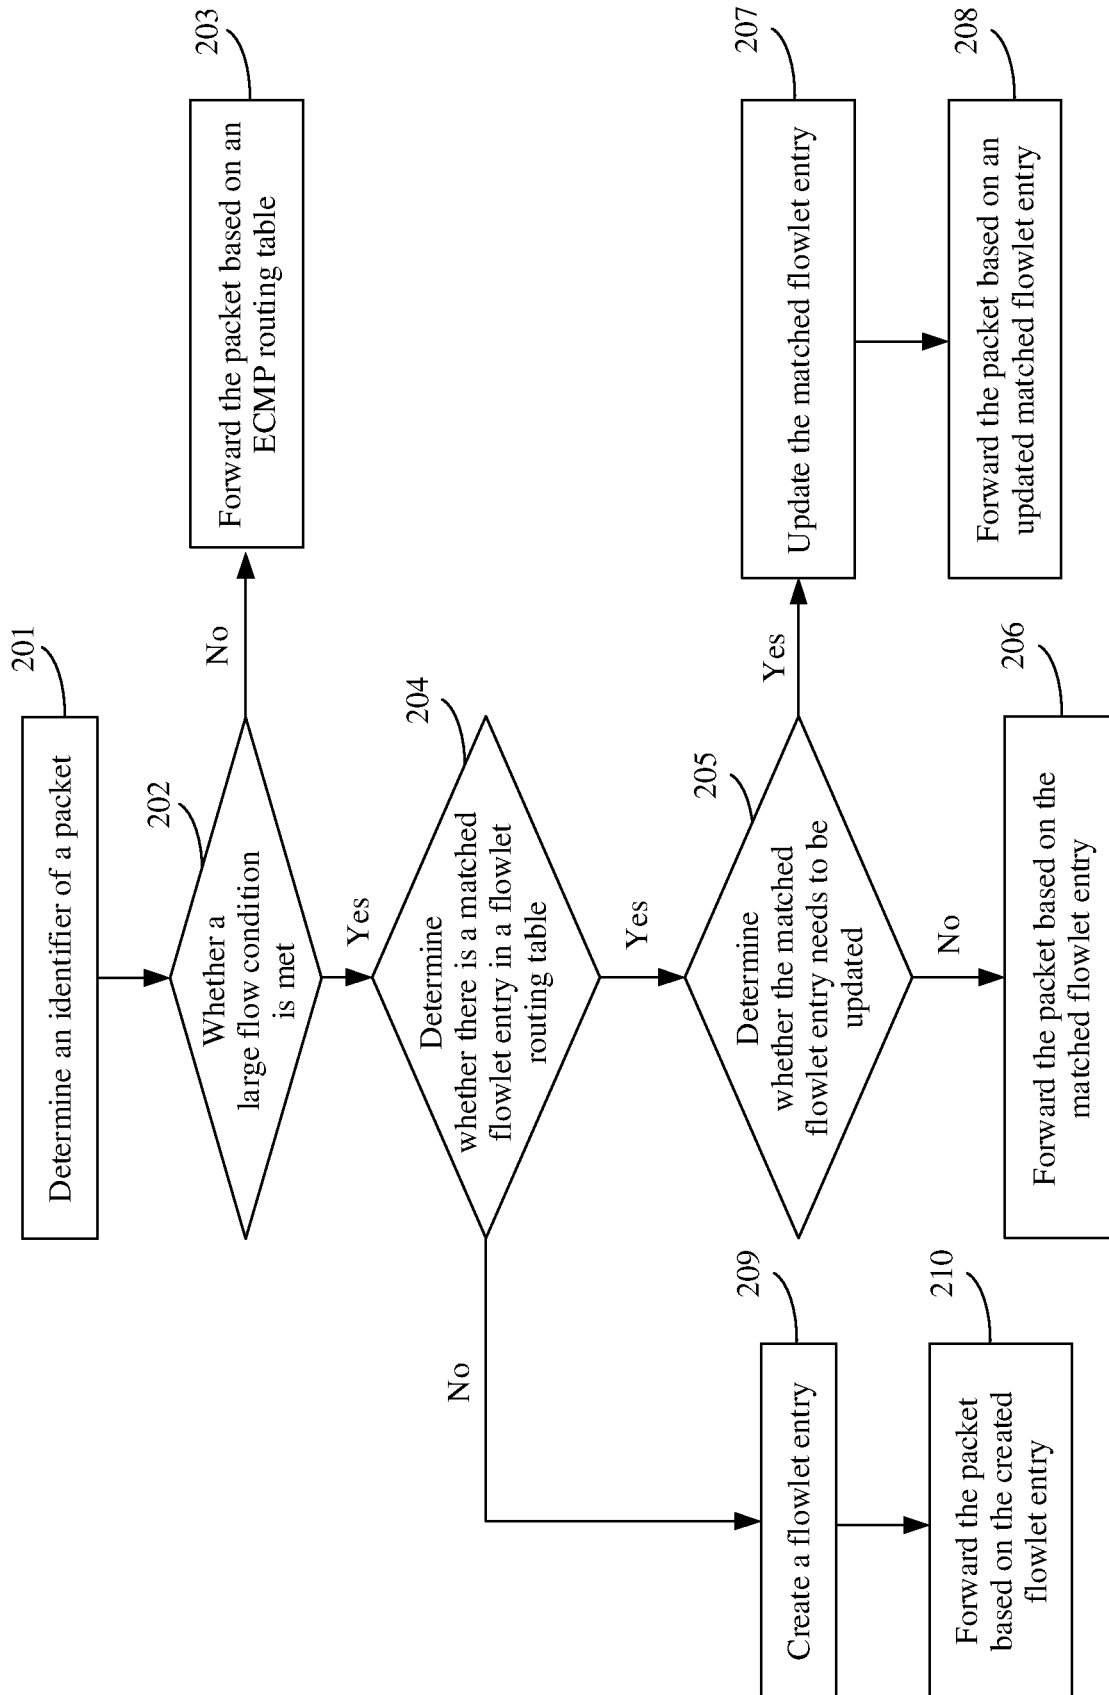 201
Determine an identifier of a packet
202
Whether a
large flow condition
is met
No
203
Forward the packet based on an
ECMP routing table
Yes
204
Determine
whether there is a matched
flowlet entry in a flowlet
routing table
No
Yes
205
Determine
whether the matched
flowlet entry needs to be
updated
Yes
207
Update the matched flowlet entry
209
Create a flowlet entry
No
206
Forward the packet based on the
matched flowlet entry
208
Forward the packet based on an
updated matched flowlet entry
210
Forward the packet
based on the created
flowlet entry